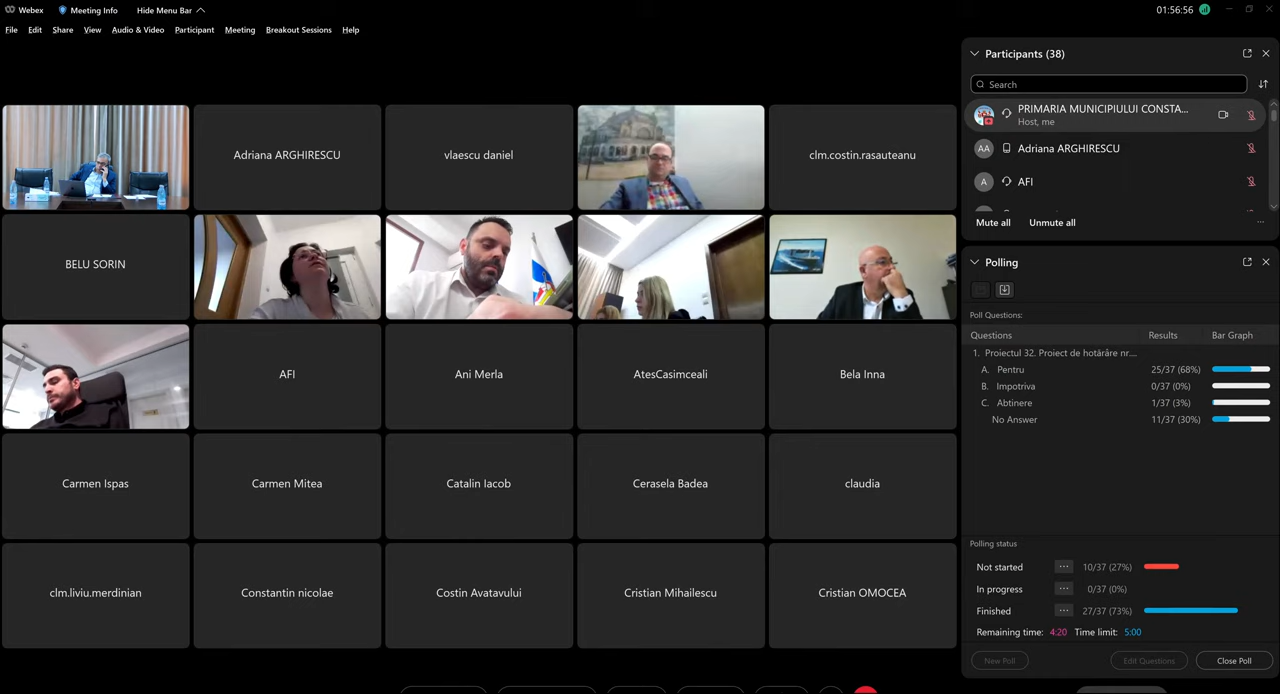 Webex Meeting Info Hide Menu Bar 01:56:56
File Edit Share View Audio & Video Participant Meeting Breakout Sessions Help
Participants (38)
Search
PRIMARIA MUNICIPIULUI CONSTA...
Host, me
Adriana ARGHIRESCU
AFI
Mute all Unmute all
Adriana ARGHIRESCU
vlaescu daniel
clm.costin.rasauteanu
BELU SORIN
AFI
Ani Merla
AtesCasimceali
Bela Inna
Carmen Ispas
Carmen Mitea
Catalin Iacob
Cerasela Badea
claudia
clm.liviu.merdinian
Constantin nicolae
Costin Avatavului
Cristian Mihailescu
Cristian OMOCEA
Polling
Poll Questions:
Questions Results Bar Graph
1. Proiectul 32. Proiect de hotărâre nr....
A. Pentru 25/37 (68%)
B. Impotriva 0/37 (0%)
C. Abtinere 1/37 (3%)
No Answer 11/37 (30%)
Polling status
Not started 10/37 (27%)
In progress 0/37 (0%)
Finished 27/37 (73%)
Remaining time: 4:20 Time limit: 5:00
New Poll Edit Questions Close Poll